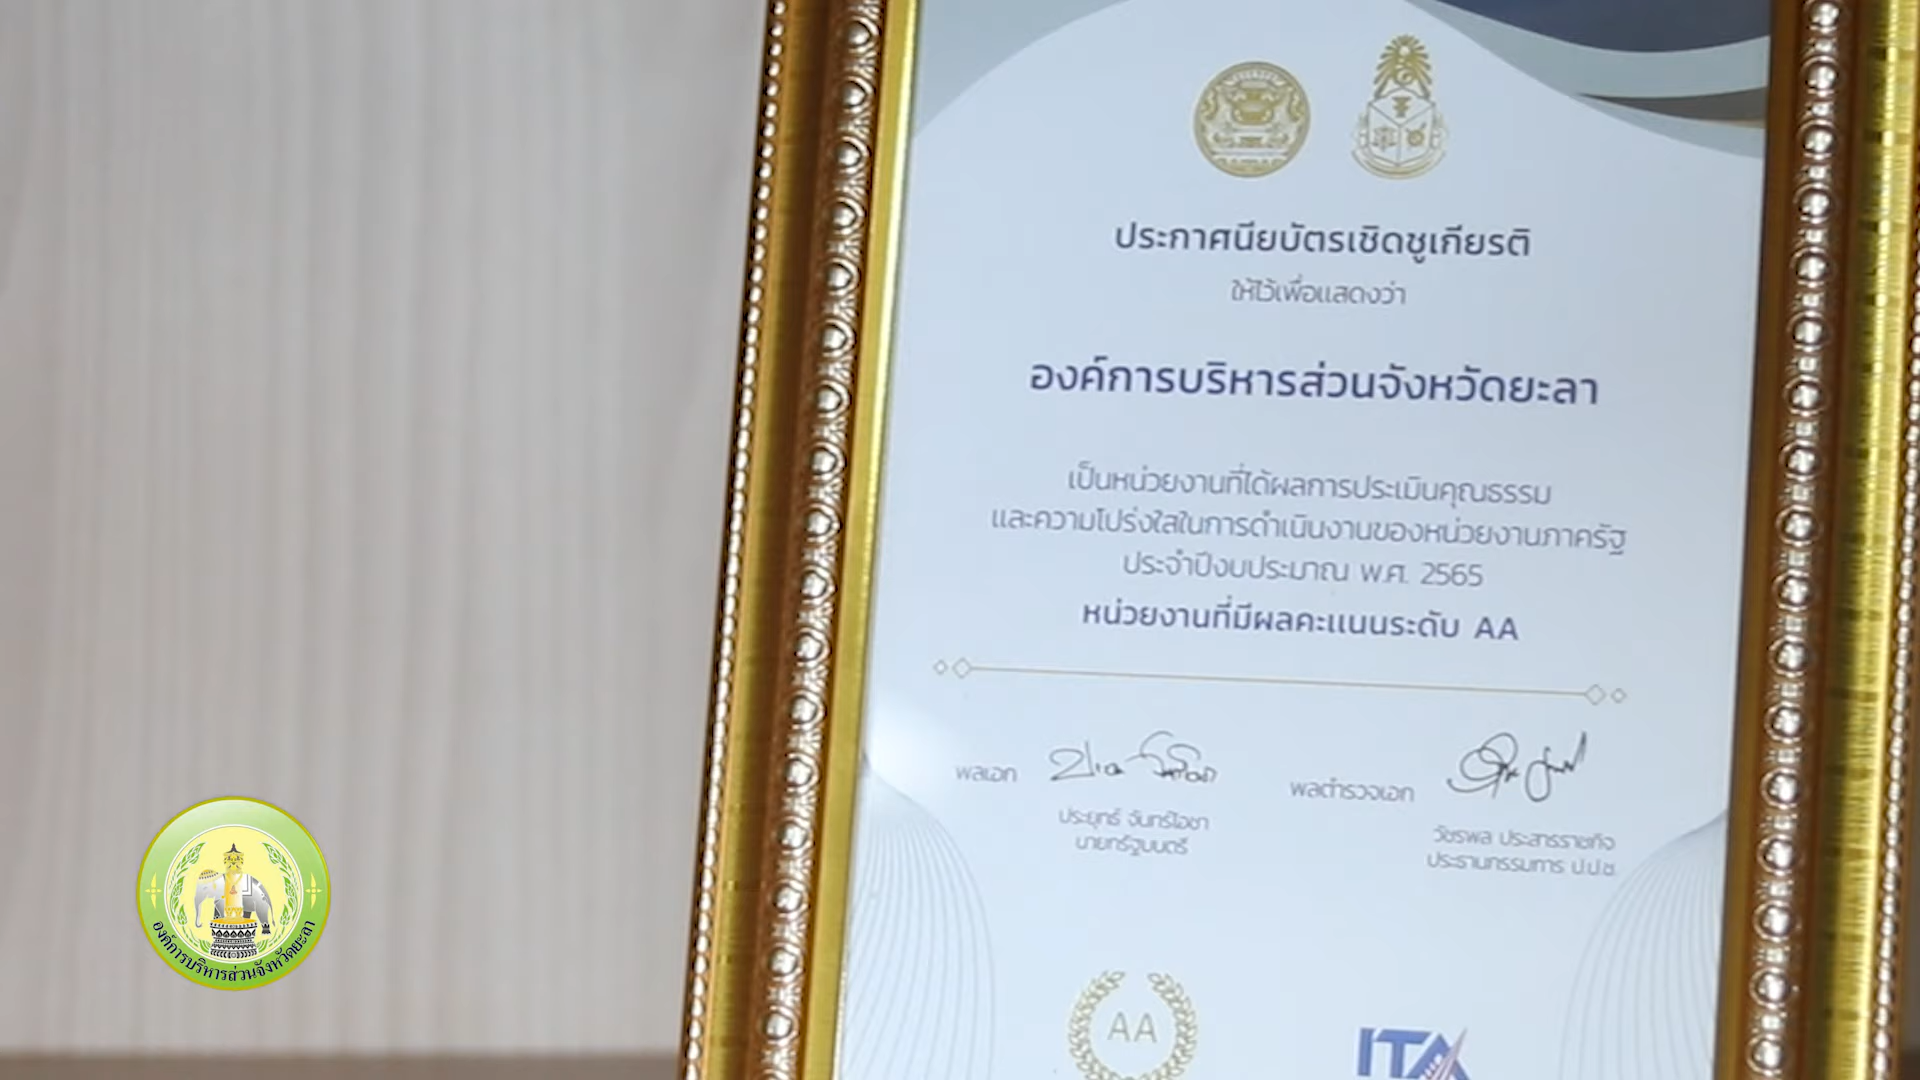 ประกาศนียบัตรเชิดชูเกียรติ
ให้ไว้เพื่อแสดงว่า
องค์การบริหารส่วนจังหวัดยะลา
เป็นหน่วยงานที่ได้ผลการประเมินคุณธรรม
และความโปร่งใสในการดำเนินงานของหน่วยงานภาครัฐ
ประจำปีงบประมาณ พ.ศ. 2565
หน่วยงานที่มีผลคะแนนระดับ AA
พลเอก
ประยุทธ์ จันทร์โอชา
นายกรัฐมนตรี
พลตำรวจเอก
วัชรพล ประสารราชกิจ
ประธานกรรมการ ป.ป.ช.
AA
ITA
องค์การบริหารส่วนจังหวัดยะลา